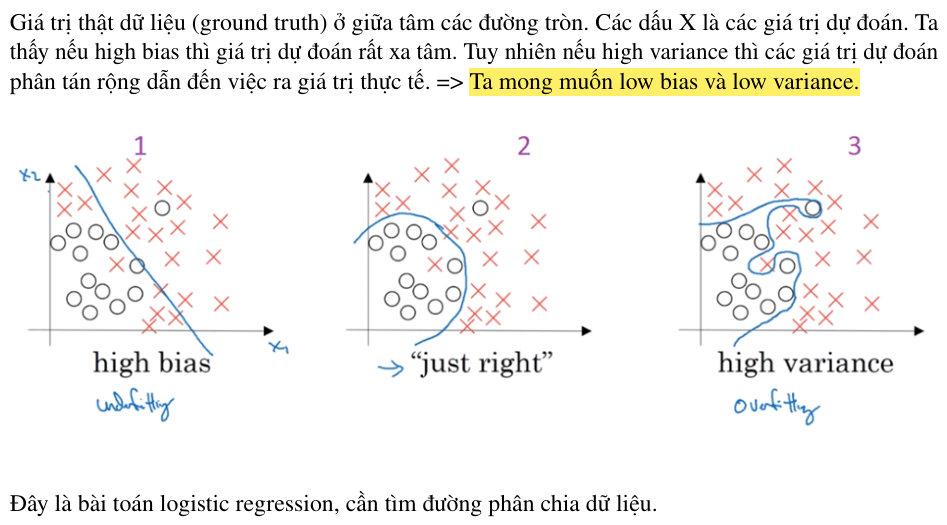 Giá trị thật dữ liệu (ground truth) ở giữa tâm các đường tròn. Các dấu X là các giá trị dự đoán. Ta
thấy nếu high bias thì giá trị dự đoán rất xa tâm. Tuy nhiên nếu high variance thì các giá trị dự đoán
phân tán rộng dẫn đến việc ra giá trị thực tế. => Ta mong muốn low bias và low variance.
1
2
3
x2
x1
high bias
→ “just right”
high variance
underfitting
overfitting
Đây là bài toán logistic regression, cần tìm đường phân chia dữ liệu.